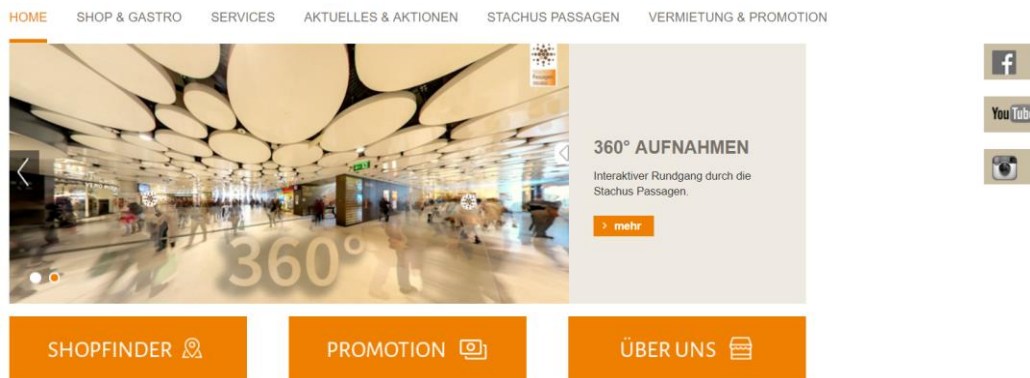 HOME SHOP & GASTRO SERVICES AKTUELLES & AKTIONEN STACHUS PASSAGEN VERMIETUNG & PROMOTION
360°
360° AUFNAHMEN
Interaktiver Rundgang durch die
Stachus Passagen.
> mehr
YouTube
SHOPFINDER PROMOTION ÜBER UNS